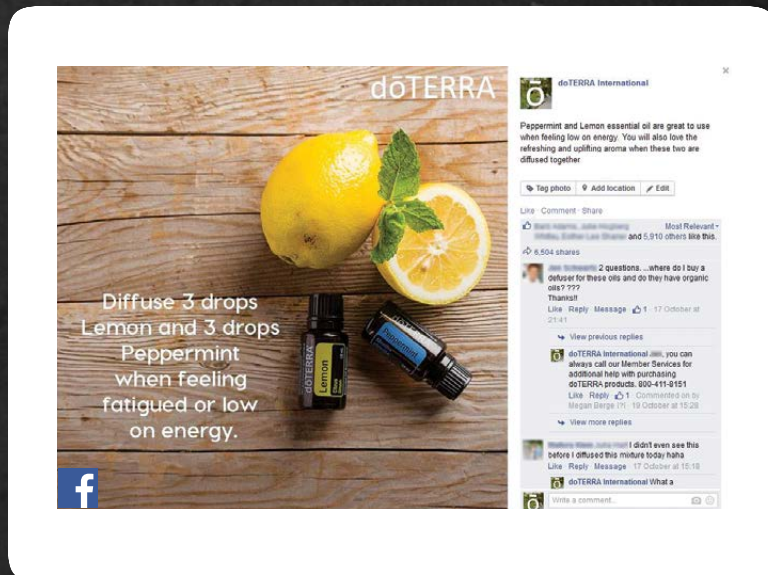 dōTERRA
Diffuse 3 drops
Lemon and 3 drops
Peppermint
when feeling
fatigued or low
on energy.
dōTERRA
Lemon
Peppermint
f
ō
doTERRA International
Peppermint and Lemon essential oil are great to use
when feeling low on energy. You will also love the
refreshing and uplifting aroma when these two are
diffused together
Tag photo
Add location
Edit
Like · Comment · Share
Most Relevant
and 5,910 others like this.
6,504 shares
2 questions. ...where do I buy a
defuser for these oils and do they have organic
oils? ???
Thanks!!
Like · Reply · Message · 1 · 17 October at
21:41
View previous replies
doTERRA International you can
always call our Member Services for
additional help with purchasing
doTERRA products. 800-411-8151
Like · Reply · 1 · Commented on by
Megan Berge [?] · 19 October at 15:28
View more replies
I didn't even see this
before I diffused this mixture today haha
Like · Reply · Message · 17 October at 15:19
doTERRA International What a
Write a comment...